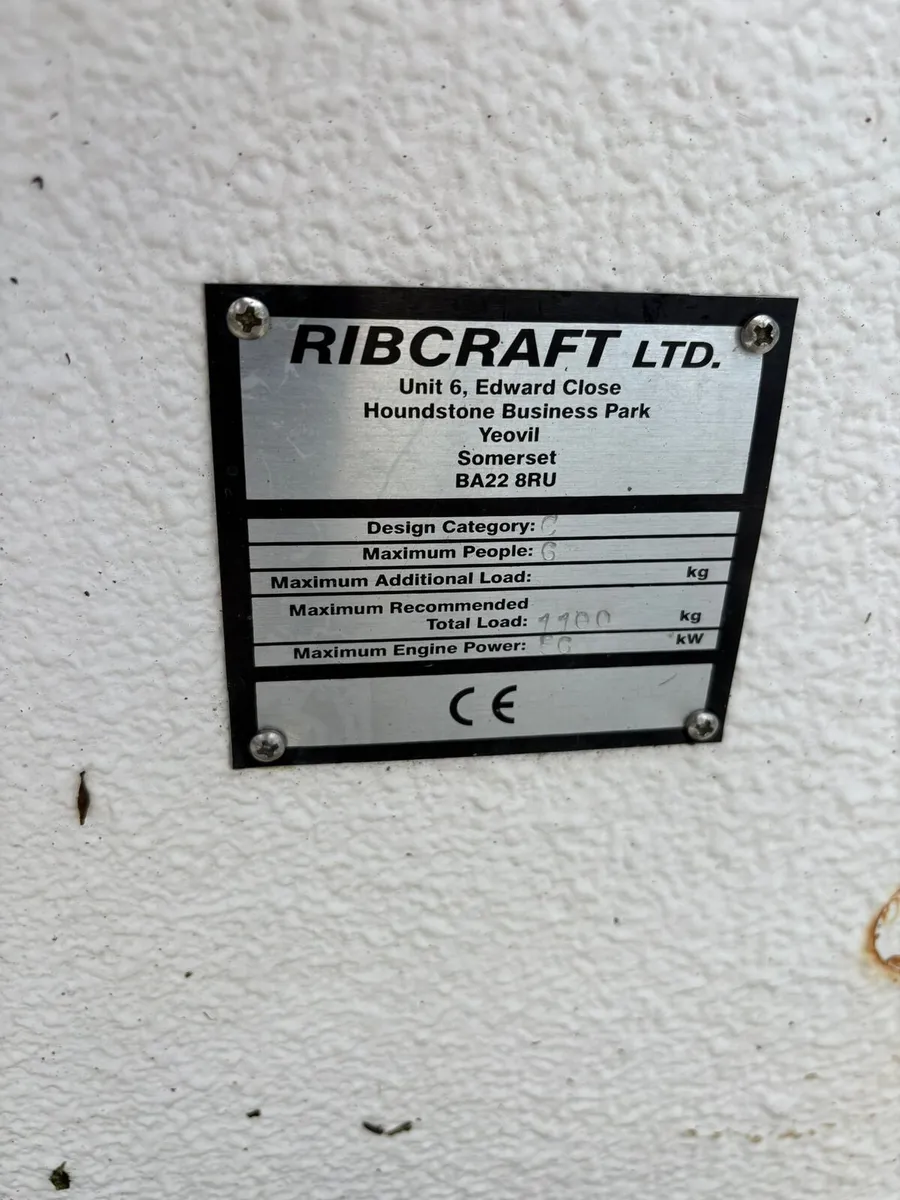 RIBCRAFT LTD.
Unit 6, Edward Close
Houndstone Business Park
Yeovil
Somerset
BA22 8RU
Design Category: C
Maximum People: 6
Maximum Additional Load: kg
Maximum Recommended
Total Load: 1100 kg
Maximum Engine Power: kW
CE